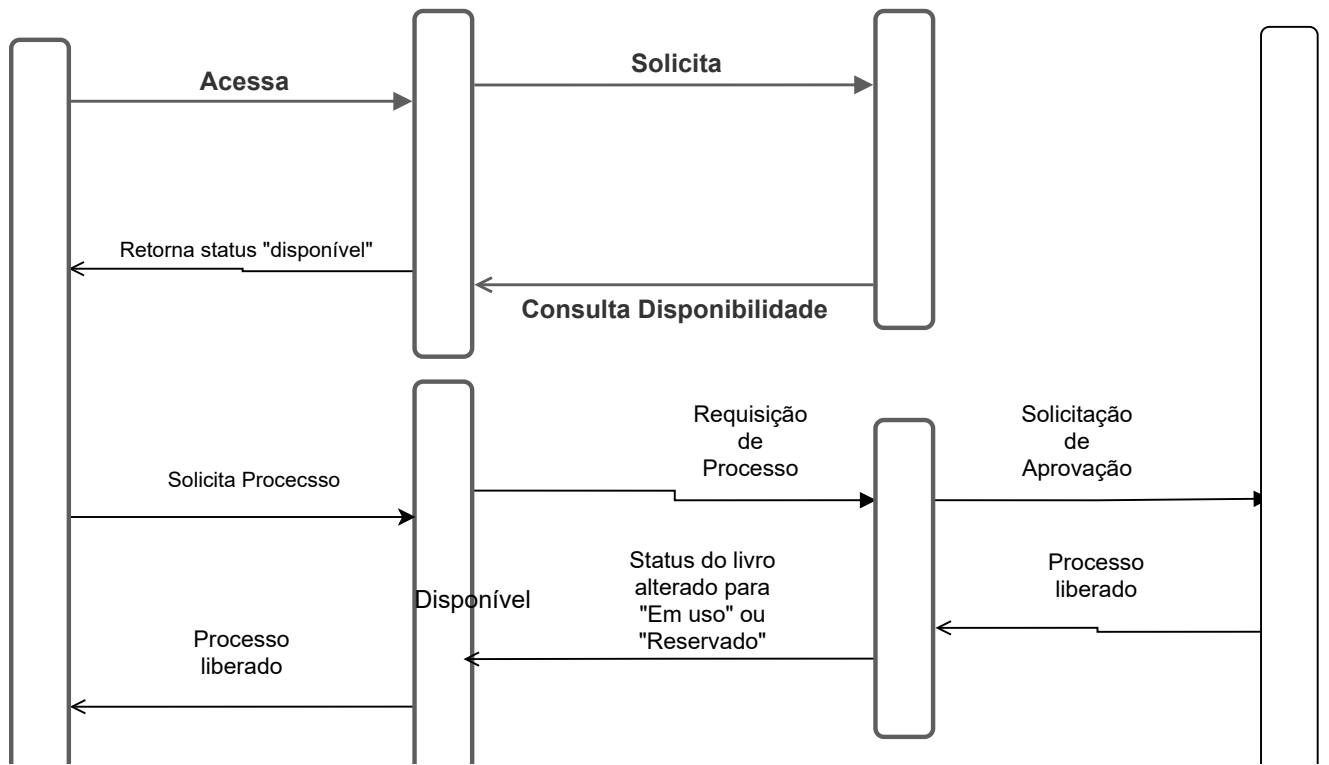 Acessa
Solicita
Retorna status "disponível"
Consulta Disponibilidade
Requisição
de
Processo
Solicitação
de
Aprovação
Solicita Procecsso
Status do livro
alterado para
"Em uso" ou
"Reservado"
Processo
liberado
Disponível
Processo
liberado